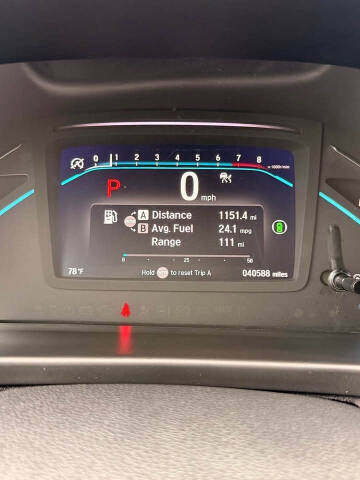 0 1 2 3 4 5 6 7 8 x1000r/min
P 0 mph
A Distance 1151.4 mi
B Avg. Fuel 24.1 mpg
Range 111 mi
0 25 50
78°F Hold to reset Trip A 040588 miles